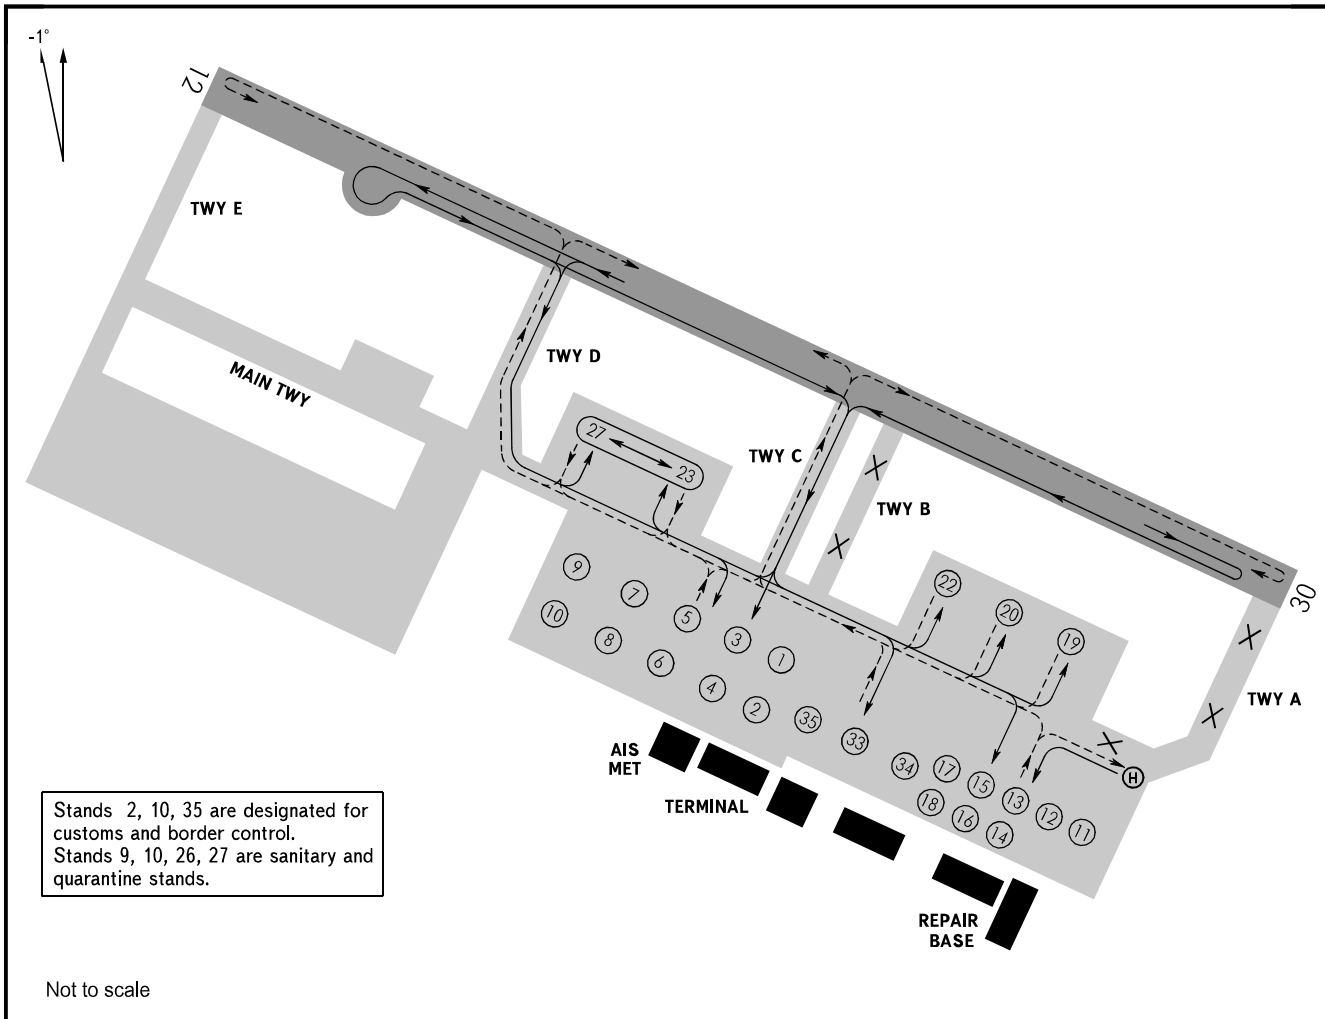 -1°
12
TWY E
TWY D
MAIN TWY
27
23
TWY C
TWY B
22
20
19
30
TWY A
9
7
10
5
8
3
6
1
4
2
35
33
34
17
15
13
12
11
18
16
14
H
AIS
MET
TERMINAL
REPAIR
BASE
Stands 2, 10, 35 are designated for
customs and border control.
Stands 9, 10, 26, 27 are sanitary and
quarantine stands.
Not to scale